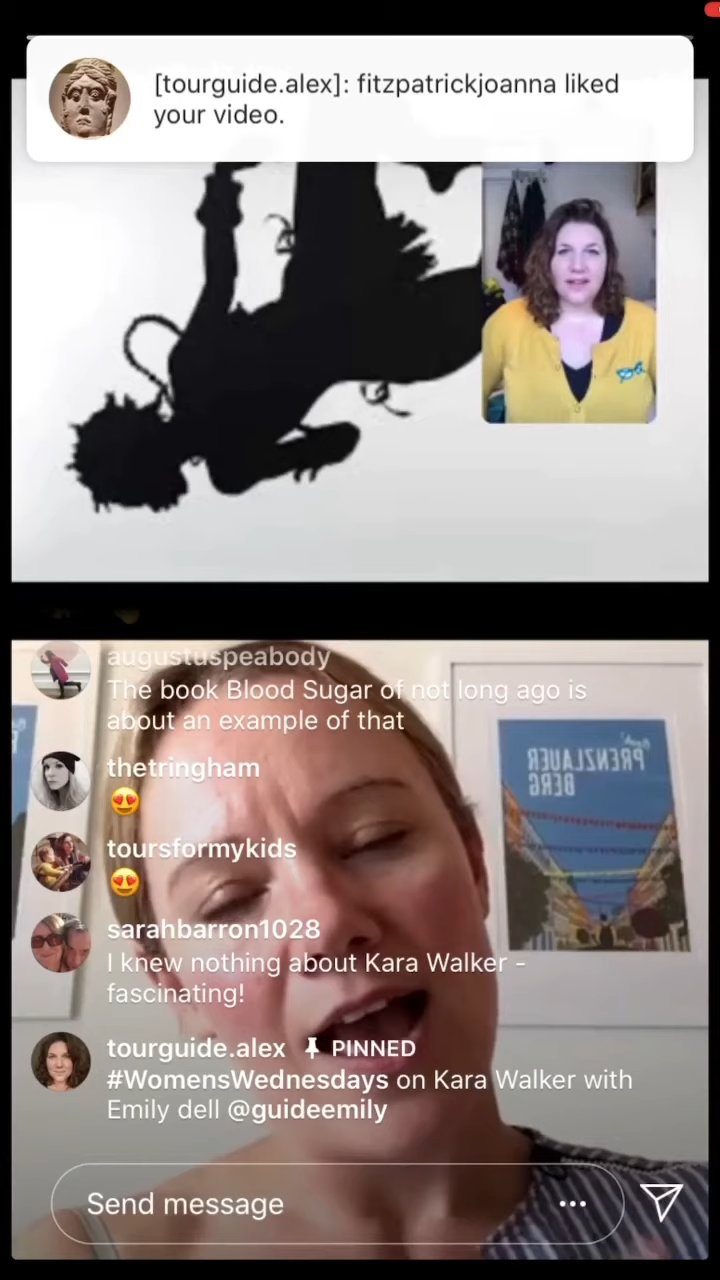 [tourguide.alex]: fitzpatrickjoanna liked
your video.
augustuspeabody
The book Blood Sugar of not long ago is
about an example of that
thetringham
😍
toursformykids
😍
PRENZLAUER
BERG
sarahbarron1028
I knew nothing about Kara Walker -
fascinating!
tourguide.alex PINNED
#WomensWednesdays on Kara Walker with
Emily dell @guideemily
Send message